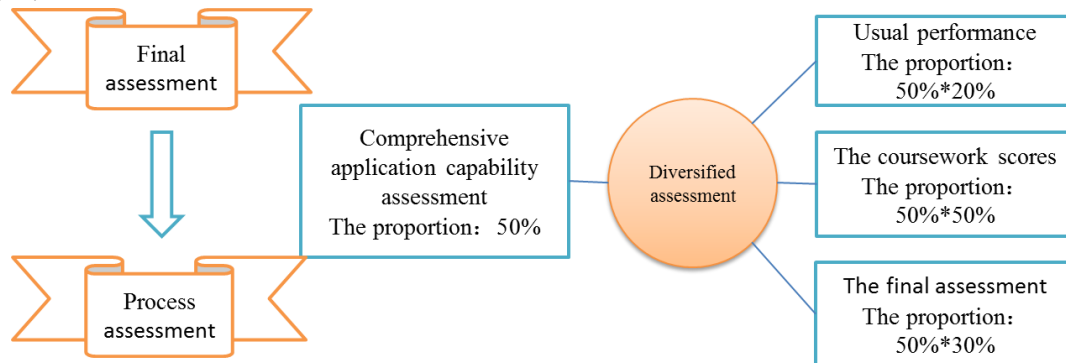 Final
assessment
Process
assessment
Comprehensive
application capability
assessment
The proportion：50%
Diversified
assessment
Usual performance
The proportion：
50%*20%
The coursework scores
The proportion：
50%*50%
The final assessment
The proportion：
50%*30%